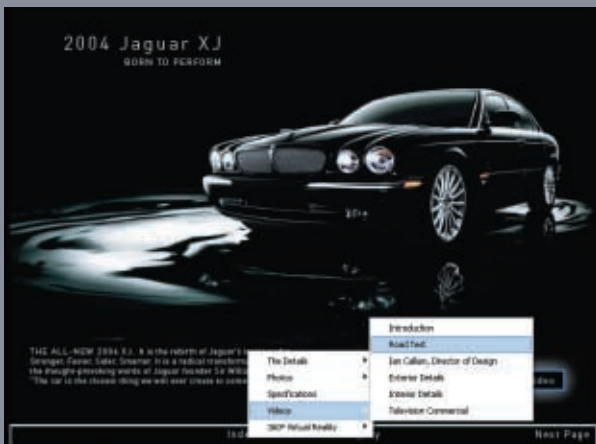 2004 Jaguar XJ
BORN TO PERFORM
THE ALL-NEW 2004 XJ. It is the rebirth of Jaguar's
Stronger, Faster, Safer, Smarter. It is a radical
the thought-provoking words of Jaguar founder Sir
"The car is the closest thing we will ever create to
The Details
Photos
Specifications
Videos
360° Virtual Reality
Introduction
Road Test
Ian Callum, Director of Design
Exterior Details
Interior Details
Television Commercial
Next Page